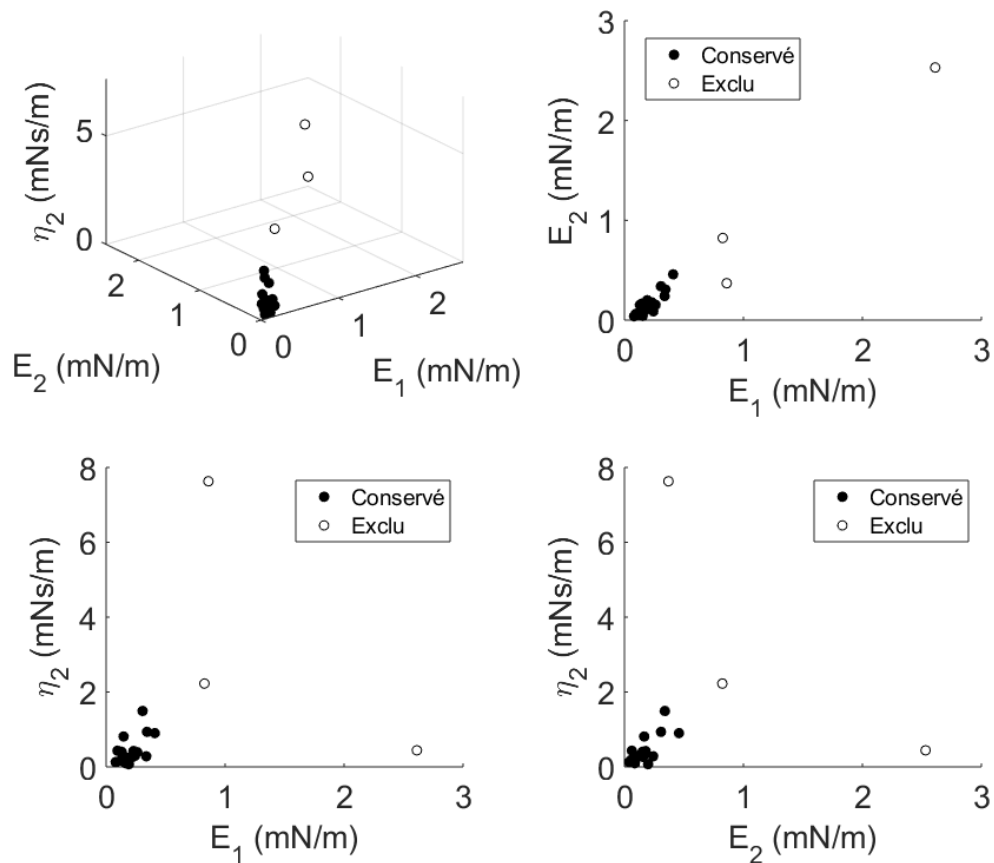 5
0
η₂ (mNs/m)
2
1
0
E₂ (mN/m)
0
1
2
E₁ (mN/m)
3
2
1
0
E₂ (mN/m)
Conservé
Exclu
0
1
2
3
E₁ (mN/m)
8
6
4
2
0
η₂ (mNs/m)
Conservé
Exclu
0
1
2
3
E₁ (mN/m)
8
6
4
2
0
η₂ (mNs/m)
Conservé
Exclu
0
1
2
3
E₂ (mN/m)